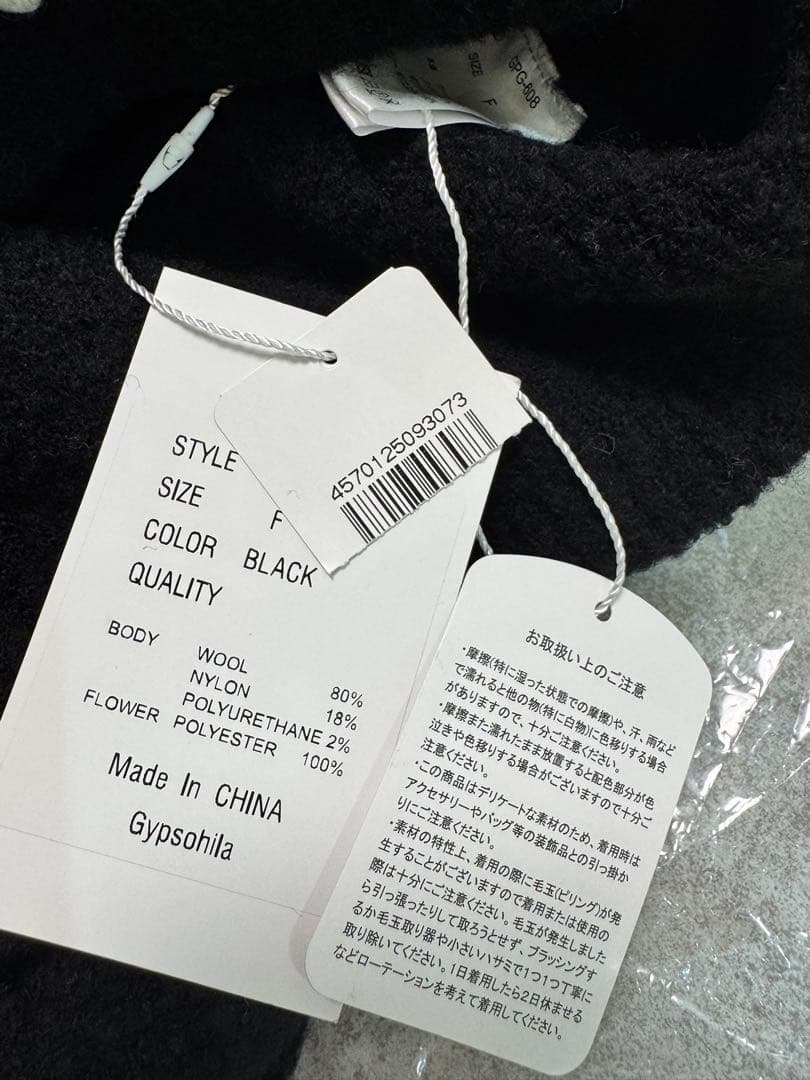 GPG-608
SIZE F
4570125093073
STYLE
SIZE F
COLOR BLACK
QUALITY
BODY WOOL 80%
NYLON 18%
POLYURETHANE 2%
FLOWER POLYESTER 100%
Made In CHINA
Gypsohila
お取扱い上のご注意
・摩擦(特に湿った状態での摩擦)や、汗、雨など
で濡れると他の物(特に白物)に色移りする場合
がありますので、十分ご注意ください。
・摩擦また濡れたまま放置すると配色部分が色
泣きや色移りする場合がございますので十分ご
注意ください。
・この商品はデリケートな素材のため、着用時は
アクセサリーやバッグ等の装飾品との引っ掛か
りにご注意ください。
・素材の特性上、着用の際に毛玉(ピリング)が発
生することがございますので着用または使用の
際は十分にご注意ください。毛玉が発生しました
ら引っ張ったりして取ろうとせず、ブラッシングす
るか毛玉取り器や小さいハサミで1つ1つ丁寧に
取り除いてください。1日着用したら2日休ませる
などローテーションを考えて着用してください。